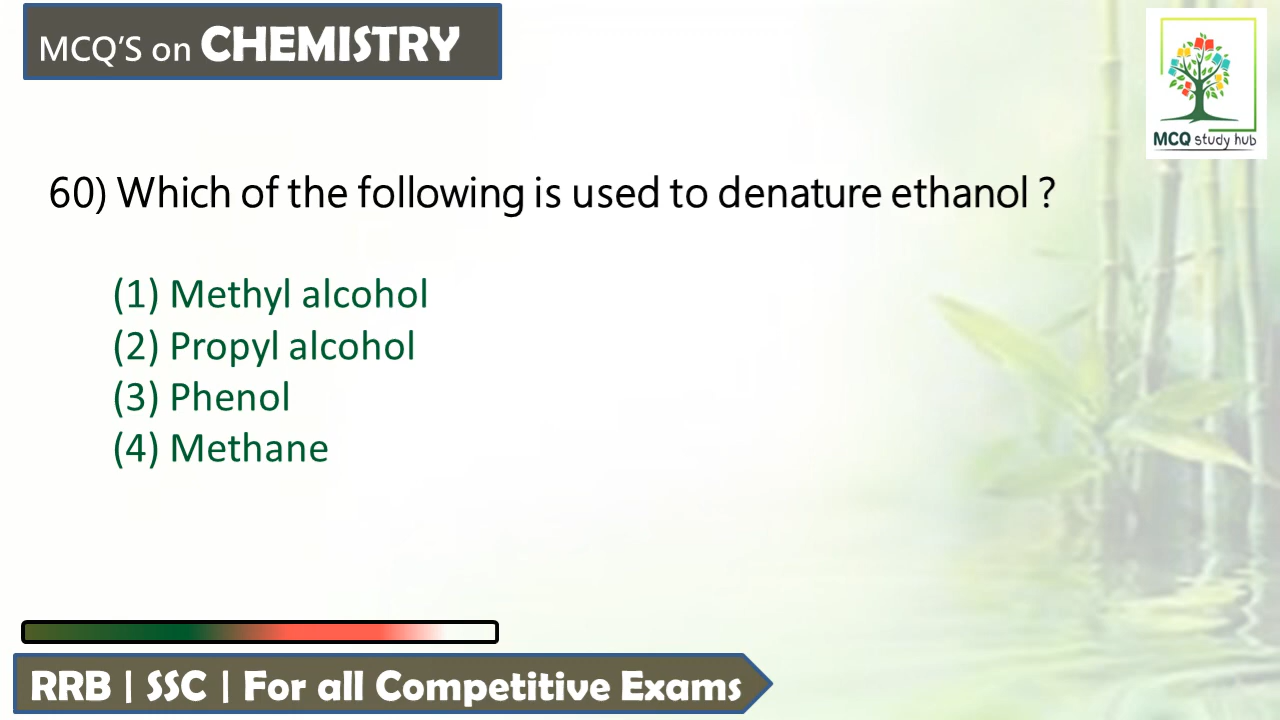 MCQ'S on CHEMISTRY
MCQ study hub
60) Which of the following is used to denature ethanol ?
(1) Methyl alcohol
(2) Propyl alcohol
(3) Phenol
(4) Methane
RRB | SSC | For all Competitive Exams